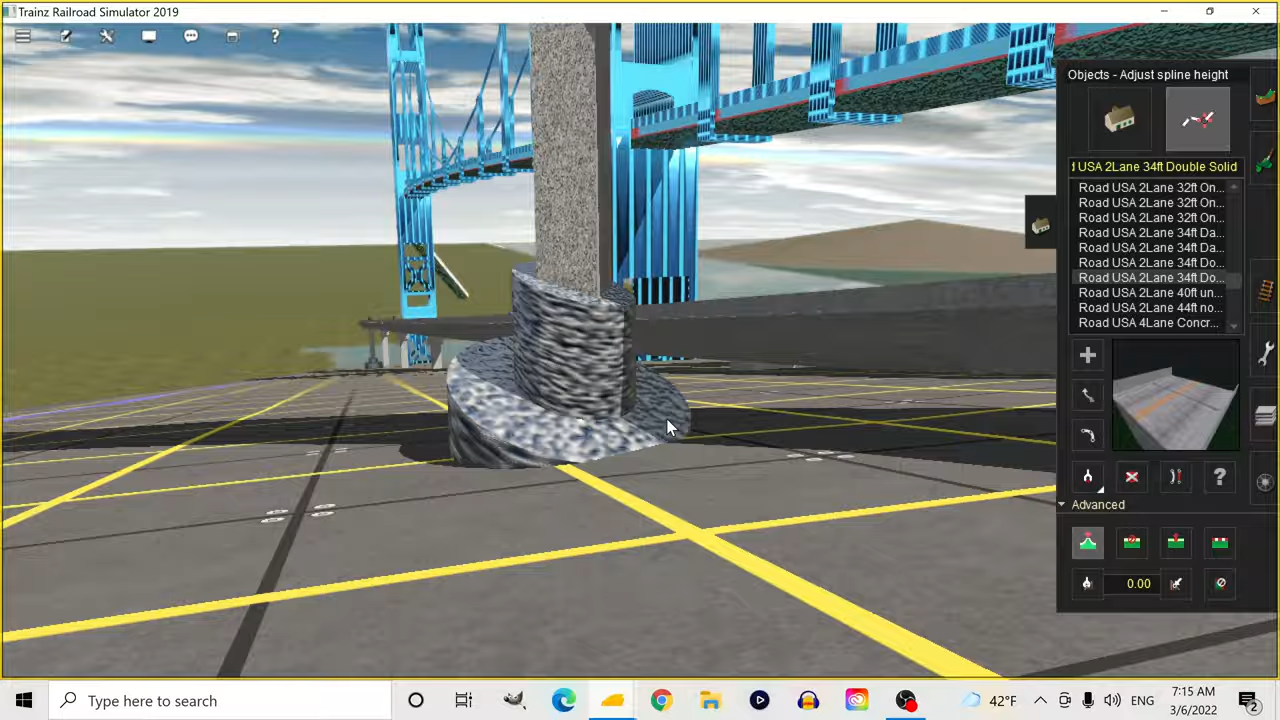 Trainz Railroad Simulator 2019
Objects - Adjust spline height
d USA 2Lane 34ft Double Solid
Road USA 2Lane 32ft On...
Road USA 2Lane 32ft On...
Road USA 2Lane 32ft On...
Road USA 2Lane 34ft Da...
Road USA 2Lane 34ft Da...
Road USA 2Lane 34ft Do...
Road USA 2Lane 34ft Do...
Road USA 2Lane 40ft un...
Road USA 2Lane 44ft no...
Road USA 4Lane Concr...
Advanced
0.00
Type here to search
42°F
ENG
7:15 AM
3/6/2022
2